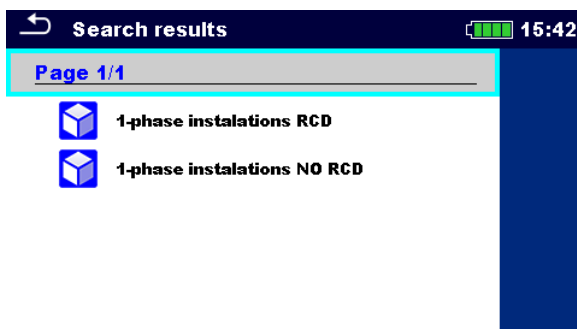 Search results
15:42
Page 1/1
1-phase instalations RCD
1-phase instalations NO RCD